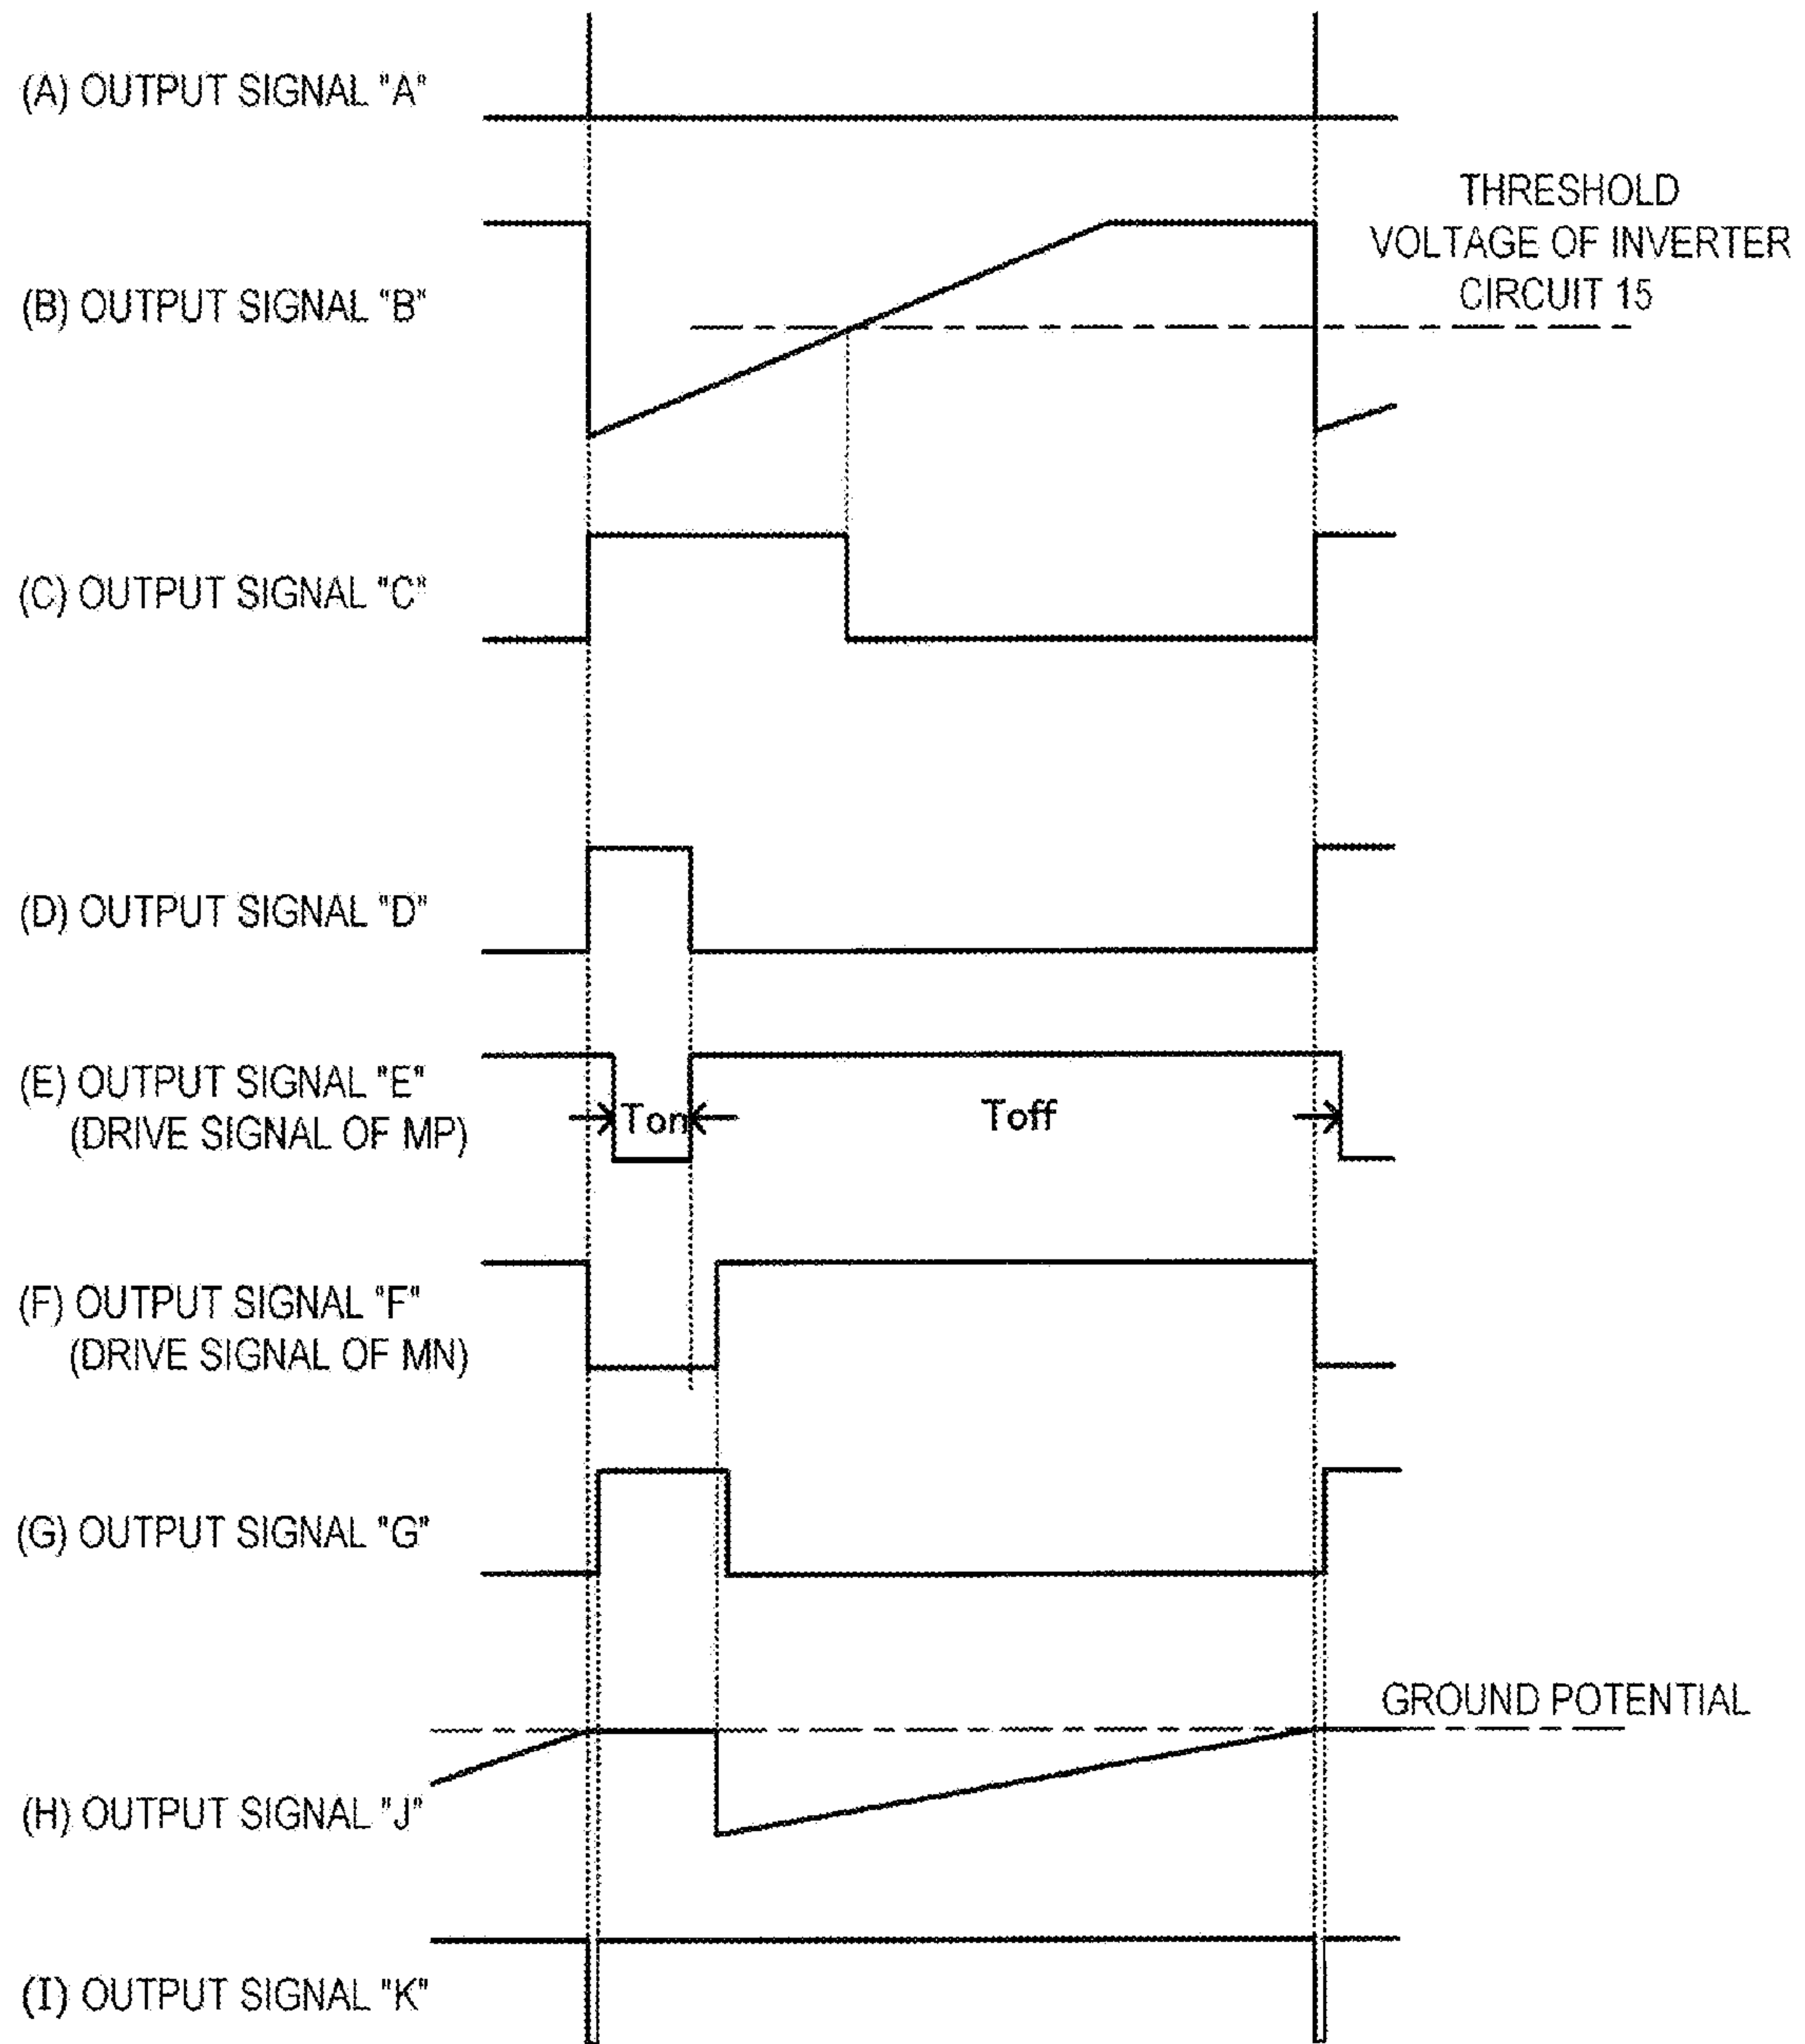 (A) OUTPUT SIGNAL "A"
THRESHOLD
VOLTAGE OF INVERTER
CIRCUIT 15
(B) OUTPUT SIGNAL "B"
(C) OUTPUT SIGNAL "C"
(D) OUTPUT SIGNAL "D"
(E) OUTPUT SIGNAL "E"
(DRIVE SIGNAL OF MP)
Ton
Toff
(F) OUTPUT SIGNAL "F"
(DRIVE SIGNAL OF MN)
(G) OUTPUT SIGNAL "G"
GROUND POTENTIAL
(H) OUTPUT SIGNAL "J"
(I) OUTPUT SIGNAL "K"